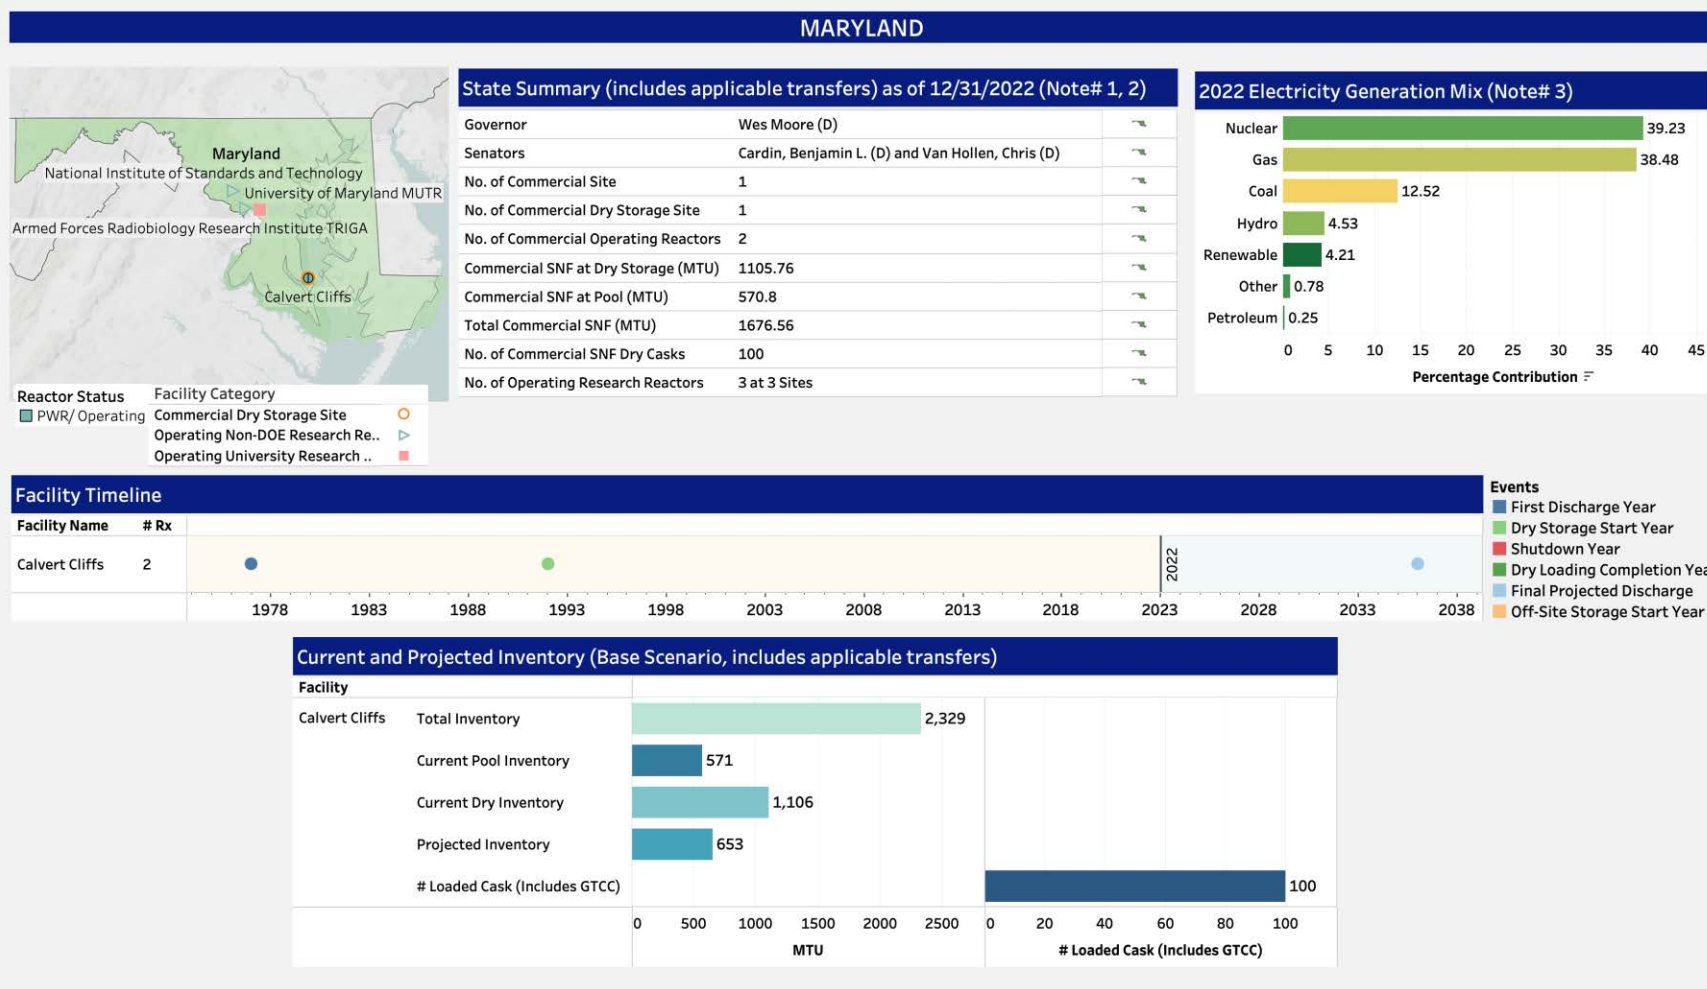 MARYLAND
Maryland
National Institute of Standards and Technology
University of Maryland MUTR
Armed Forces Radiobiology Research Institute TRIGA
Calvert Cliffs
Reactor Status
PWR/ Operating
Facility Category
Commercial Dry Storage Site
Operating Non-DOE Research Re..
Operating University Research ..
State Summary (includes applicable transfers) as of 12/31/2022 (Note# 1, 2)
Governor Wes Moore (D)
Senators Cardin, Benjamin L. (D) and Van Hollen, Chris (D)
No. of Commercial Site 1
No. of Commercial Dry Storage Site 1
No. of Commercial Operating Reactors 2
Commercial SNF at Dry Storage (MTU) 1105.76
Commercial SNF at Pool (MTU) 570.8
Total Commercial SNF (MTU) 1676.56
No. of Commercial SNF Dry Casks 100
No. of Operating Research Reactors 3 at 3 Sites
2022 Electricity Generation Mix (Note# 3)
Nuclear 39.23
Gas 38.48
Coal 12.52
Hydro 4.53
Renewable 4.21
Other 0.78
Petroleum 0.25
0 5 10 15 20 25 30 35 40 45
Percentage Contribution
Facility Timeline
Facility Name # Rx
Calvert Cliffs 2
2022
1978 1983 1988 1993 1998 2003 2008 2013 2018 2023 2028 2033 2038
Events
First Discharge Year
Dry Storage Start Year
Shutdown Year
Dry Loading Completion Yea
Final Projected Discharge
Off-Site Storage Start Year
Current and Projected Inventory (Base Scenario, includes applicable transfers)
Facility
Calvert Cliffs Total Inventory 2,329
Current Pool Inventory 571
Current Dry Inventory 1,106
Projected Inventory 653
# Loaded Cask (Includes GTCC) 100
0 500 1000 1500 2000 2500 0 20 40 60 80 100
MTU # Loaded Cask (Includes GTCC)